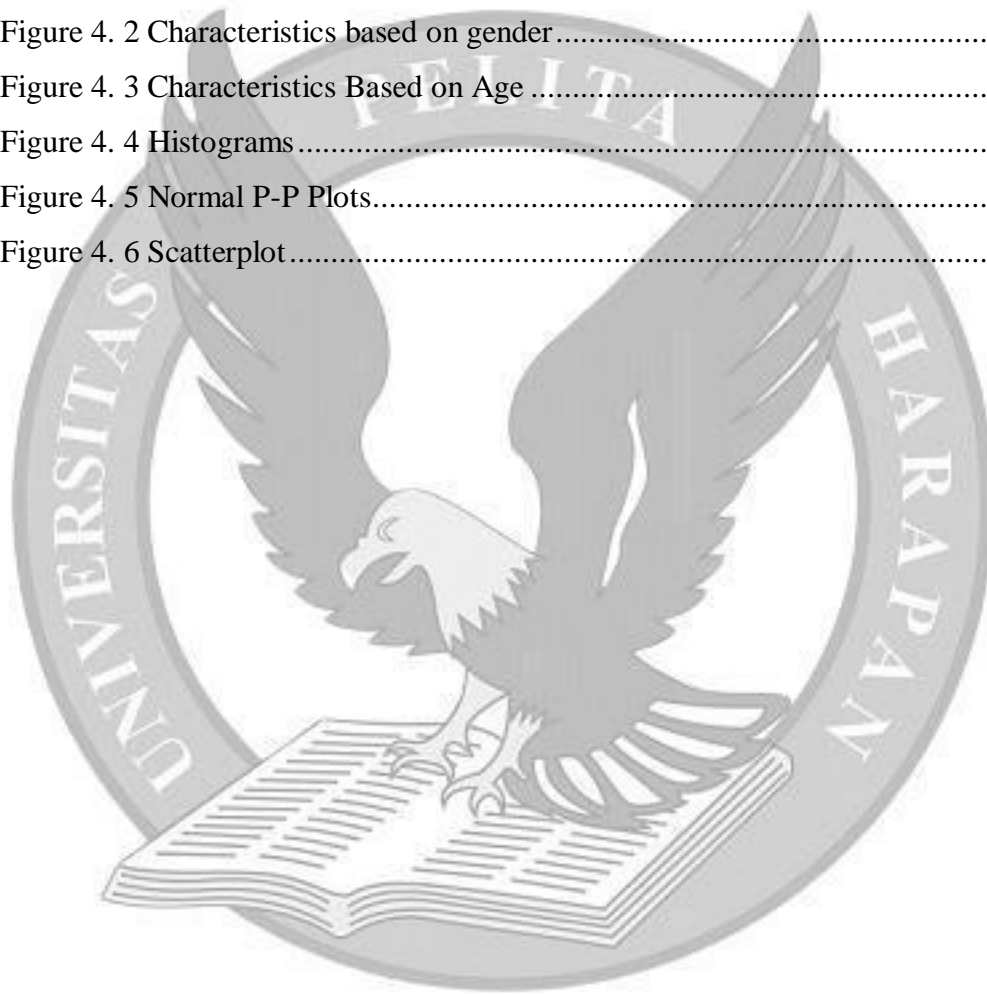 Figure 4. 2 Characteristics based on gender....................................................
Figure 4. 3 Characteristics Based on Age.......................................................
Figure 4. 4 Histograms....................................................................................
Figure 4. 5 Normal P-P Plots...........................................................................
Figure 4. 6 Scatterplot.....................................................................................
UNIVERSITAS PELITA HARAPAN